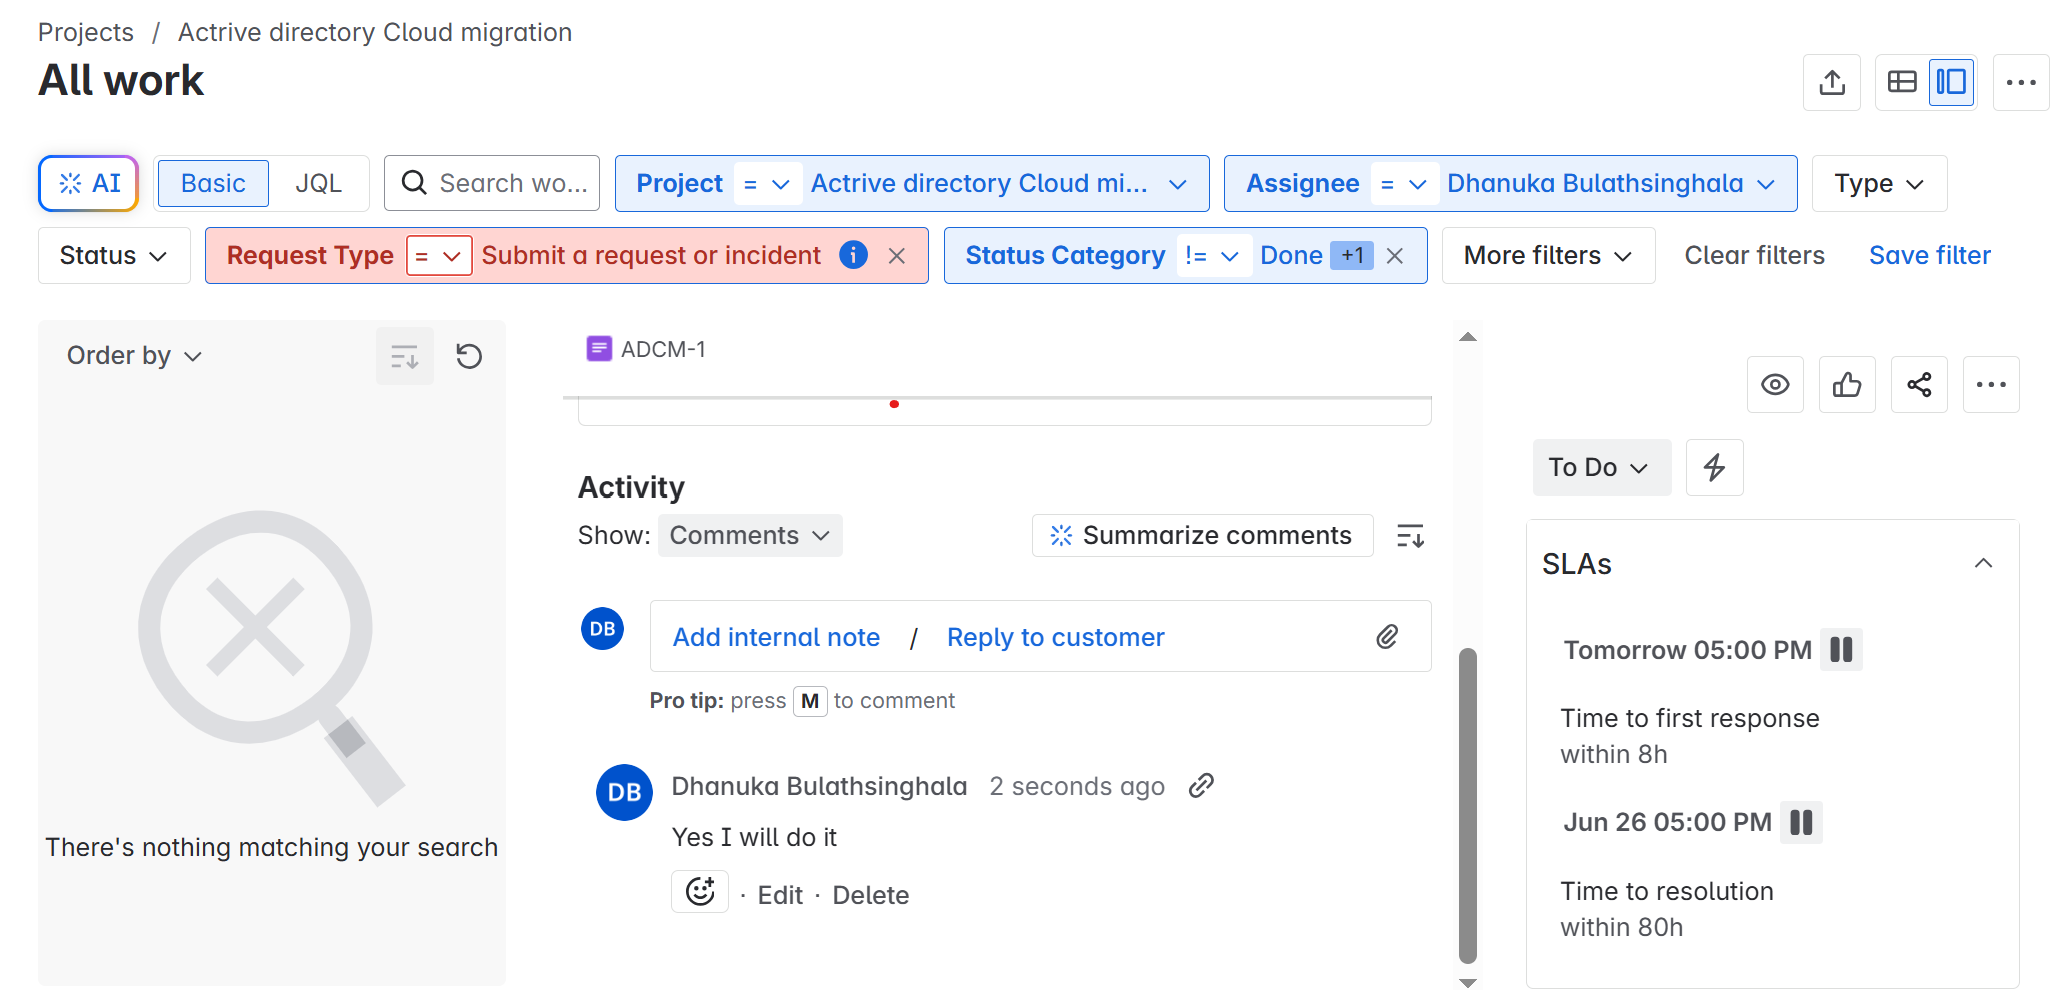 Projects / Actrive directory Cloud migration
All work
AI Basic JQL Search wo... Project = Actrive directory Cloud mi... Assignee = Dhanuka Bulathsinghala Type
Status Request Type = Submit a request or incident Status Category != Done +1 More filters Clear filters Save filter
Order by
There's nothing matching your search
ADCM-1
Activity
Show: Comments Summarize comments
DB Add internal note / Reply to customer
Pro tip: press M to comment
DB Dhanuka Bulathsinghala 2 seconds ago
Yes I will do it
· Edit · Delete
To Do
SLAs
Tomorrow 05:00 PM
Time to first response
within 8h
Jun 26 05:00 PM
Time to resolution
within 80h